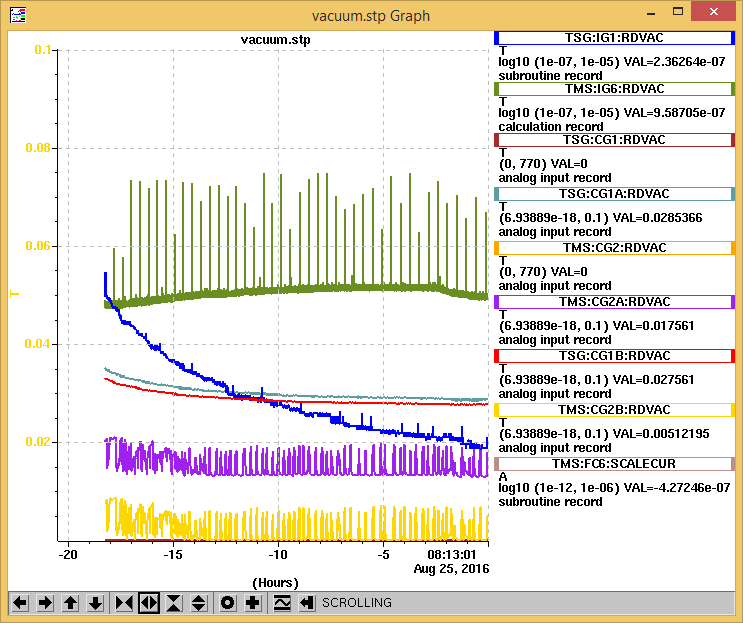 vacuum.stp Graph
vacuum.stp
0.1
0.08
0.06
T
0.04
0.02
-20
-15
-10
-5
08:13:01
Aug 25, 2016
(Hours)
TSG:IG1:RDVAC
T
log10 (1e-07, 1e-05) VAL=2.36264e-07
subroutine record
TMS:IG6:RDVAC
T
log10 (1e-07, 1e-05) VAL=9.58705e-07
calculation record
TSG:CG1:RDVAC
T
(0, 770) VAL=0
analog input record
TSG:CG1A:RDVAC
T
(6.93889e-18, 0.1) VAL=0.0285366
analog input record
TMS:CG2:RDVAC
T
(0, 770) VAL=0
analog input record
TMS:CG2A:RDVAC
T
(6.93889e-18, 0.1) VAL=0.017561
analog input record
TSG:CG1B:RDVAC
T
(6.93889e-18, 0.1) VAL=0.027561
analog input record
TMS:CG2B:RDVAC
T
(6.93889e-18, 0.1) VAL=0.00512195
analog input record
TMS:FC6:SCALECUR
A
log10 (1e-12, 1e-06) VAL=-4.27246e-07
subroutine record
SCROLLING